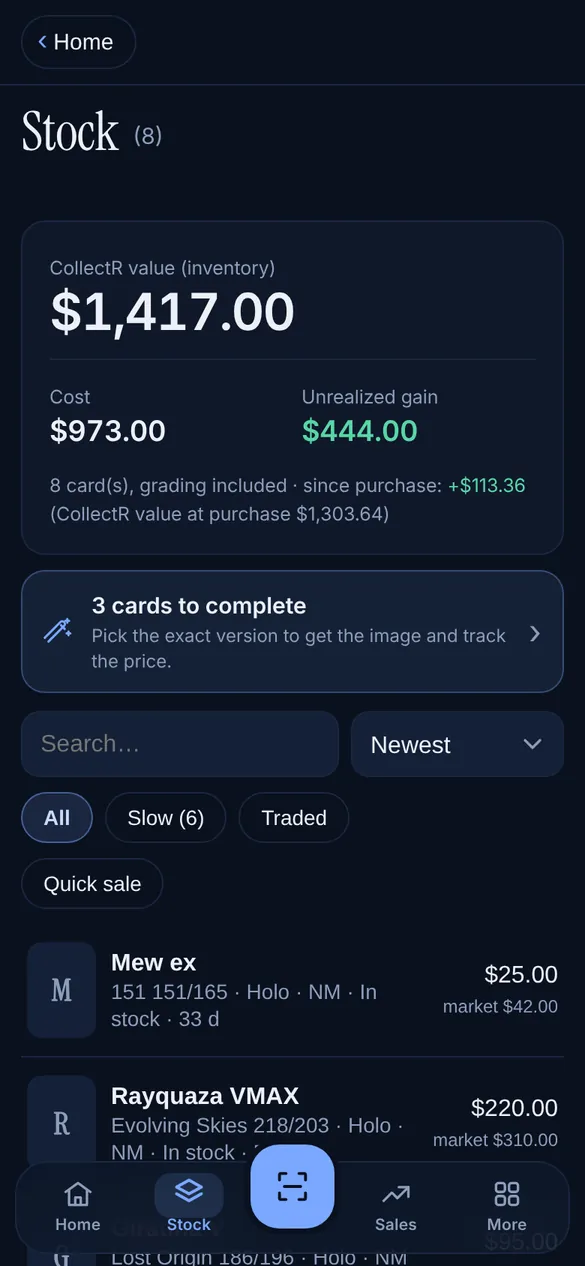 Home
Stock (8)
CollectR value (inventory)
$1,417.00
Cost
Unrealized gain
$973.00
$444.00
8 card(s), grading included · since purchase: +$113.36
(CollectR value at purchase $1,303.64)
3 cards to complete
Pick the exact version to get the image and track
the price.
Search…
Newest
All
Slow (6)
Traded
Quick sale
M
Mew ex
151 151/165 · Holo · NM · In
stock · 33 d
$25.00
market $42.00
R
Rayquaza VMAX
Evolving Skies 218/203 · Holo ·
NM · In stock ·
$220.00
market $310.00
G
Lost Origin 186/196 · Holo · NM
$95.00
Home
Stock
Sales
More